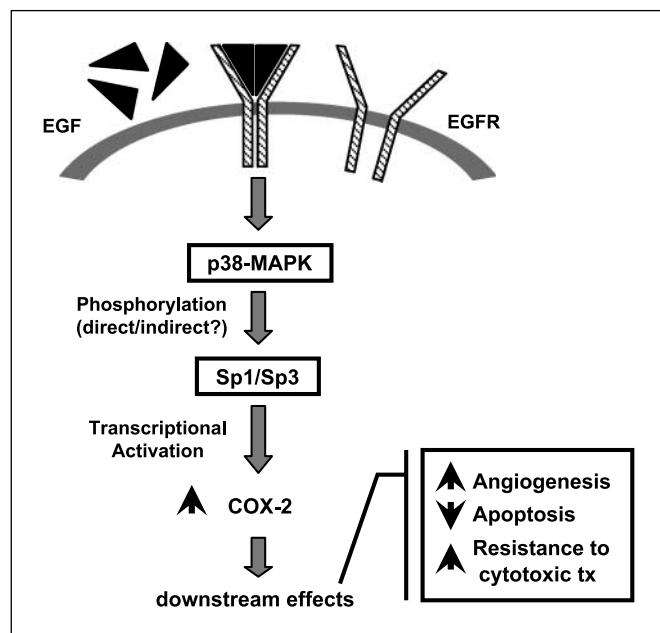 EGF
EGFR
p38-MAPK
Phosphorylation
(direct/indirect?)
Sp1/Sp3
Transcriptional
Activation
COX-2
downstream effects
Angiogenesis
Apoptosis
Resistance to
cytotoxic tx